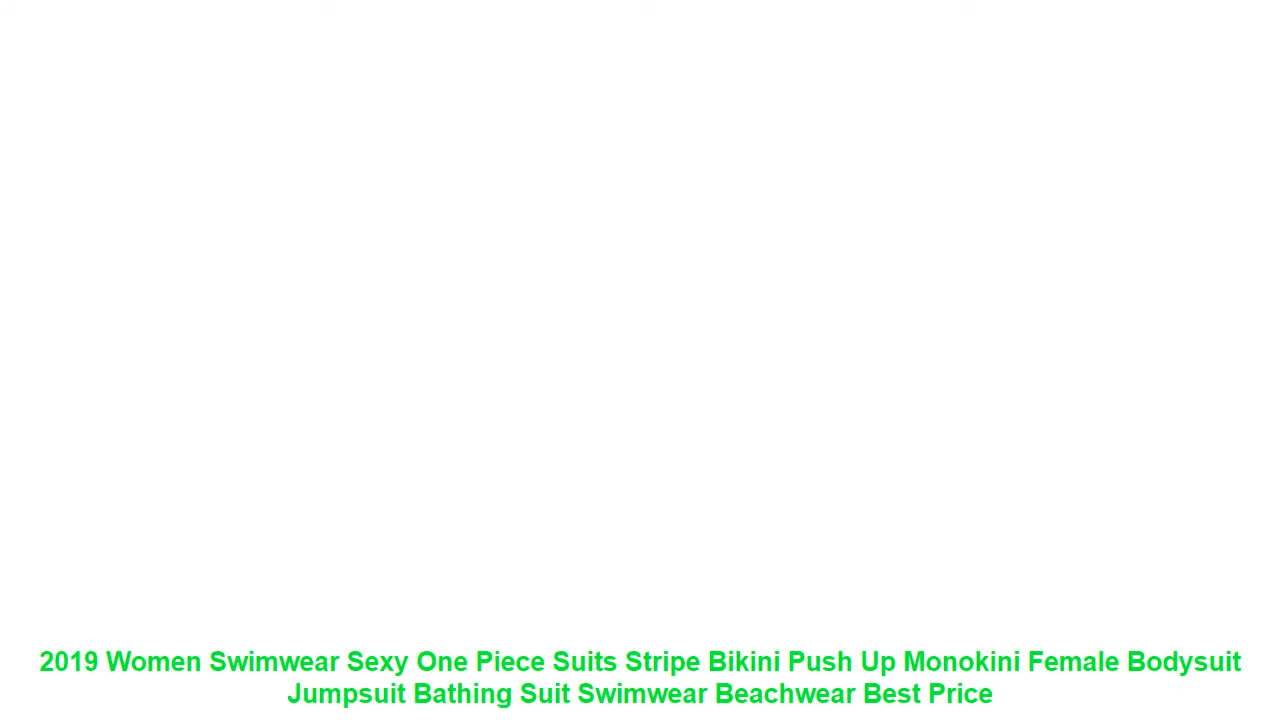 2019 Women Swimwear Sexy One Piece Suits Stripe Bikini Push Up Monokini Female Bodysuit
Jumpsuit Bathing Suit Swimwear Beachwear Best Price